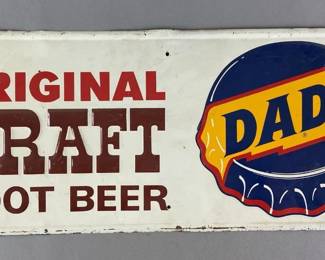 RIGINAL
RAFT
OOT BEER
DAD
®